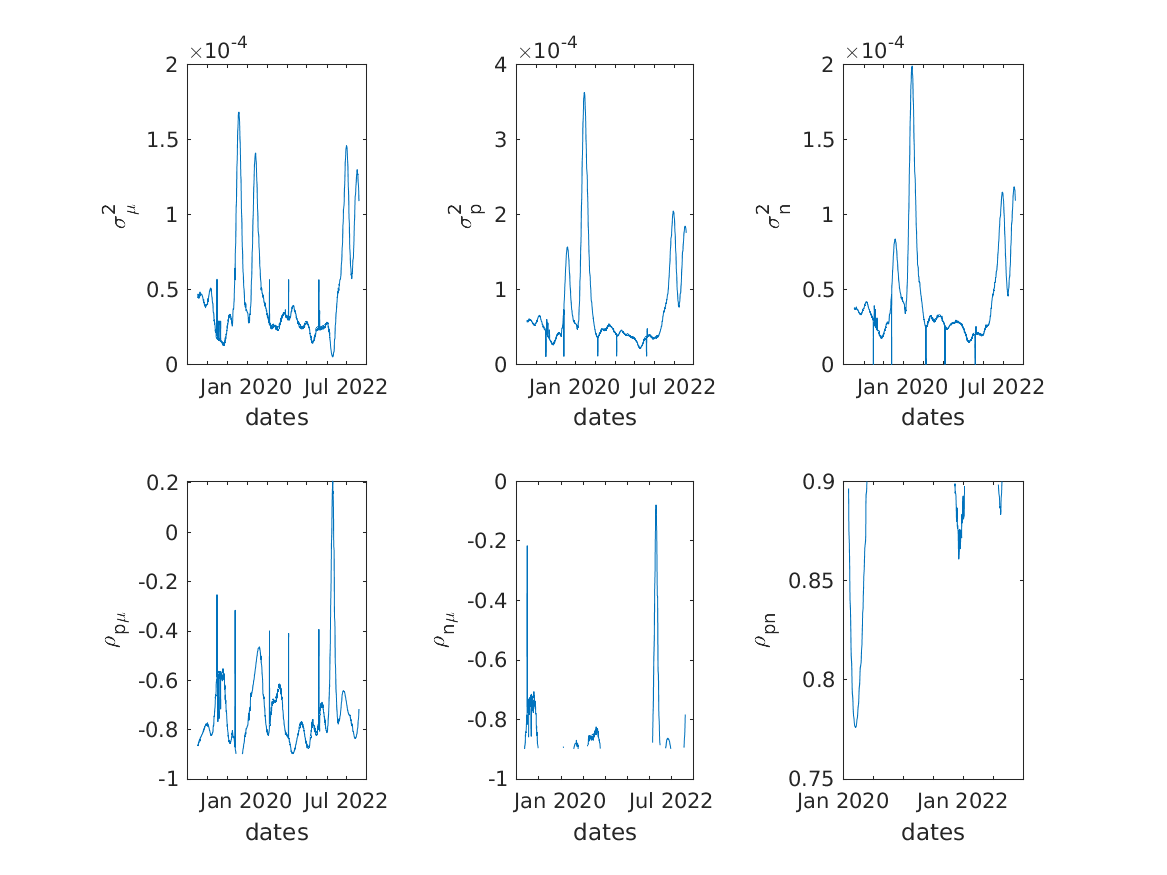 ×10-4 ×10-4 ×10-4
2 4 2
1.5 3 1.5
σ2μ 1 σ2p 2 σ2n 1
0.5 1 0.5
0 0 0
Jan 2020 Jul 2022 Jan 2020 Jul 2022 Jan 2020 Jul 2022
dates dates dates
0.2 0 0.9
0 -0.2
-0.2 0.85
-0.4 -0.4
ρpμ ρnμ ρpn
-0.6 -0.6 0.8
-0.8 -0.8
-1 -1 0.75
Jan 2020 Jul 2022 Jan 2020 Jul 2022 Jan 2020 Jan 2022
dates dates dates